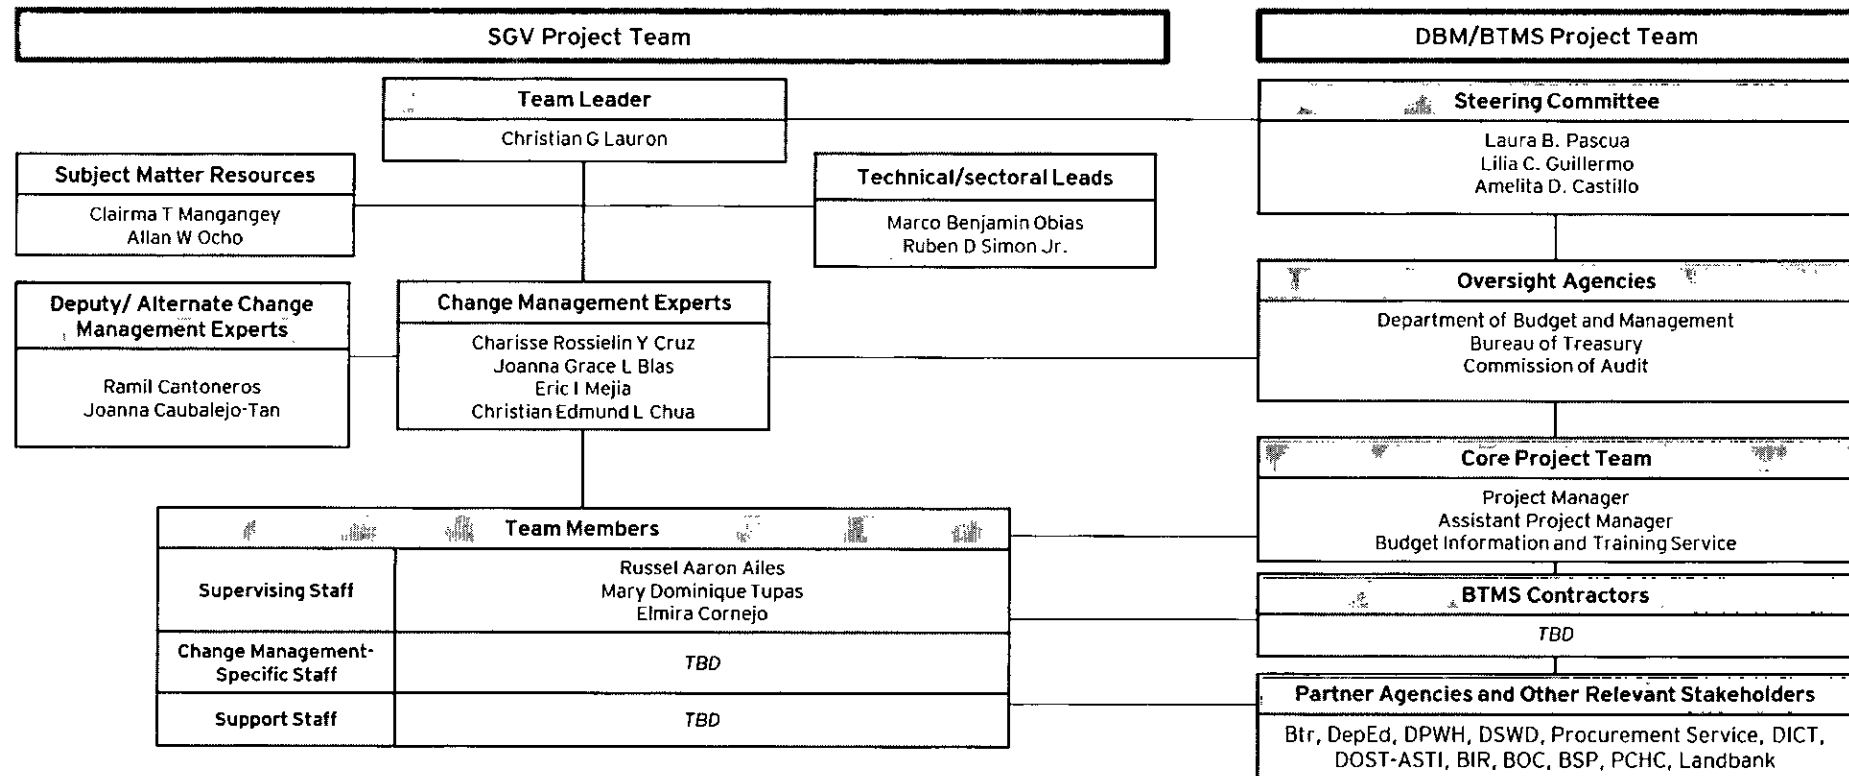 SGV Project Team
DBM/BTMS Project Team
Team Leader
Christian G Lauron
Steering Committee
Laura B. Pascua
Lilia C. Guillermo
Amelita D. Castillo
Subject Matter Resources
Clairma T Mangangey
Allan W Ocho
Technical/sectoral Leads
Marco Benjamin Obias
Ruben D Simon Jr.
Oversight Agencies
Department of Budget and Management
Bureau of Treasury
Commission of Audit
Deputy/ Alternate Change
Management Experts
Ramil Cantoneros
Joanna Caubalejo-Tan
Change Management Experts
Charisse Rossielin Y Cruz
Joanna Grace L Blas
Eric I Mejia
Christian Edmund L Chua
Core Project Team
Project Manager
Assistant Project Manager
Budget Information and Training Service
Team Members
Supervising Staff
Russel Aaron Ailes
Mary Dominique Tupas
Elmira Cornejo
Change Management-
Specific Staff
TBD
Support Staff
TBD
BTMS Contractors
TBD
Partner Agencies and Other Relevant Stakeholders
Btr, DepEd, DPWH, DSWD, Procurement Service, DICT,
DOST-ASTI, BIR, BOC, BSP, PCHC, Landbank